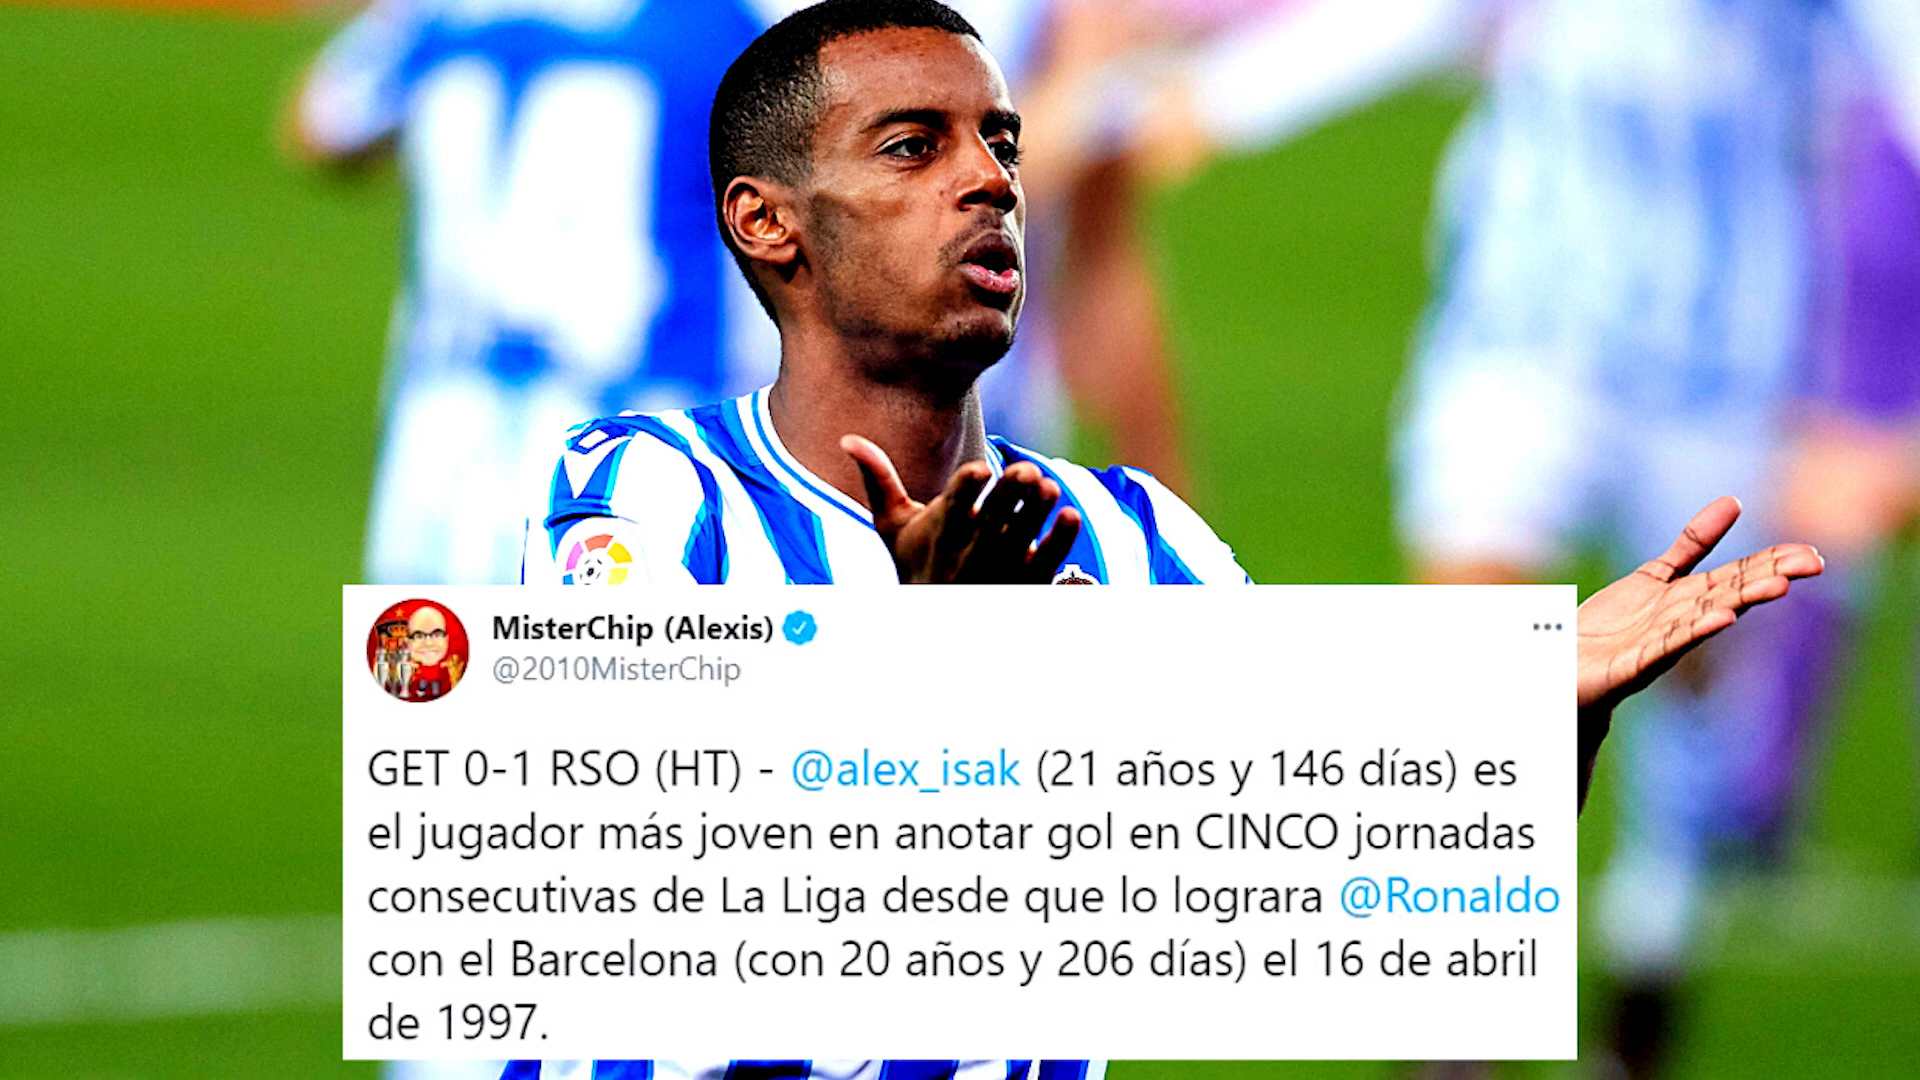 14
MisterChip (Alexis)
@2010MisterChip
GET 0-1 RSO (HT) - @alex_isak (21 años y 146 días) es
el jugador más joven en anotar gol en CINCO jornadas
consecutivas de La Liga desde que lo lograra @Ronaldo
con el Barcelona (con 20 años y 206 días) el 16 de abril
de 1997.